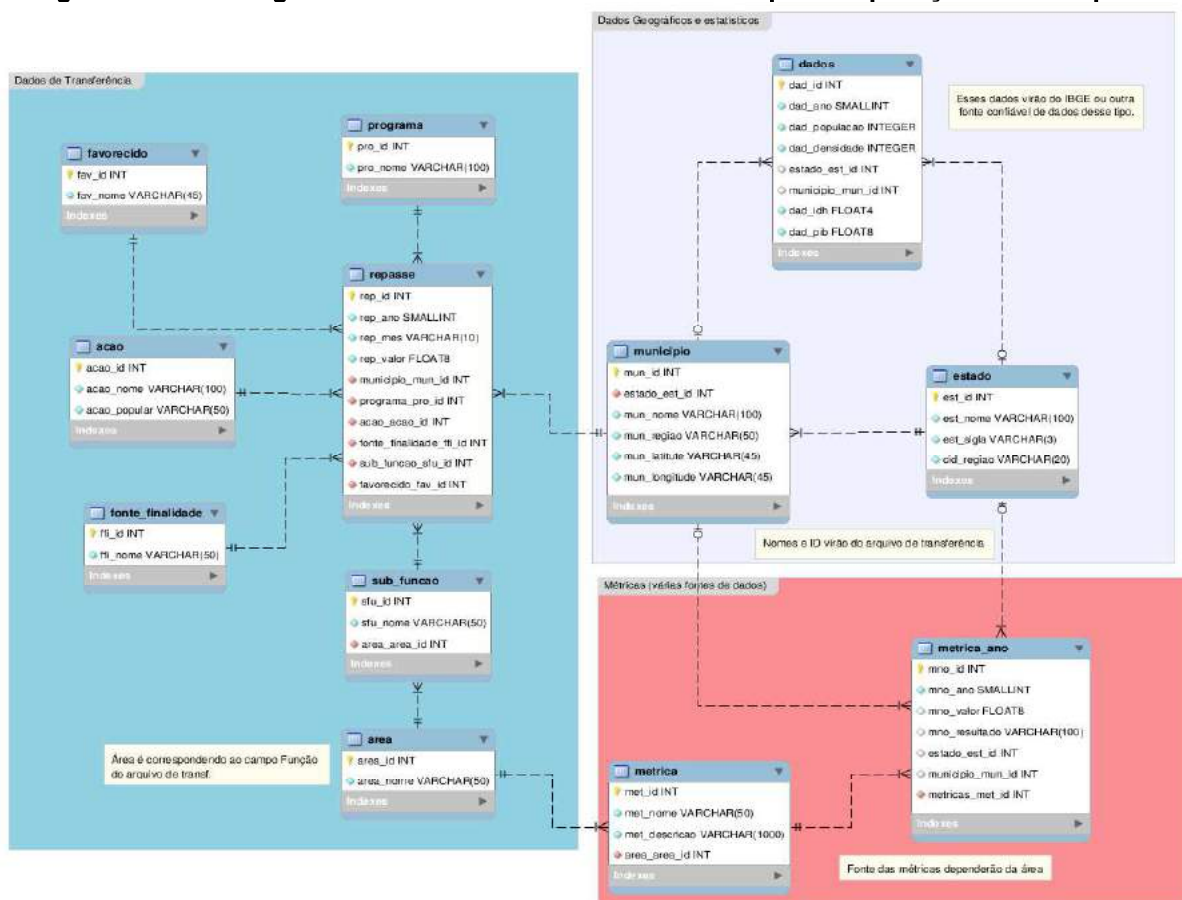 Dados Geográficos e estatísticos
dados
dad_id INT
dad_ano SMALLINT
dad_populacao INTEGER
dad_densidade INTEGER
estado_est_id INT
municipio_mun_id INT
dad_idh FLOAT4
dad_pib FLOAT8
Indexes
Esses dados virão do IBGE ou outra
fonte confiável de dados desse tipo.
Dados de Transferência
programa
pro_id INT
pro_nome VARCHAR(100)
Indexes
favorecido
fav_id INT
fav_nome VARCHAR(45)
Indexes
repasse
rep_id INT
rep_ano SMALLINT
rep_mes VARCHAR(10)
rep_valor FLOAT8
municipio_mun_id INT
programa_pro_id INT
acao_acao_id INT
fonte_finalidade_ffi_id INT
sub_funcao_sfu_id INT
favorecido_fav_id INT
Indexes
acao
acao_id INT
acao_nome VARCHAR(100)
acao_popular VARCHAR(50)
Indexes
fonte_finalidade
ffi_id INT
ffi_nome VARCHAR(50)
Indexes
sub_funcao
sfu_id INT
sfu_nome VARCHAR(50)
area_area_id INT
Indexes
area
area_id INT
area_nome VARCHAR(50)
Indexes
Área é correspondendo ao campo Função
do arquivo de transf.
municipio
mun_id INT
estado_est_id INT
mun_nome VARCHAR(100)
mun_regiao VARCHAR(50)
mun_latitute VARCHAR(45)
mun_longitude VARCHAR(45)
Indexes
estado
est_id INT
est_nome VARCHAR(100)
est_sigla VARCHAR(3)
cid_regiao VARCHAR(20)
Indexes
Nomes e ID virão do arquivo de transferência
Métricas (várias fontes de dados)
metrica_ano
mno_id INT
mno_ano SMALLINT
mno_valor FLOAT8
mno_resultado VARCHAR(100)
estado_est_id INT
municipio_mun_id INT
metricas_met_id INT
Indexes
metrica
met_id INT
met_nome VARCHAR(50)
met_descricao VARCHAR(1000)
area_area_id INT
Indexes
Fonte das métricas dependerão da área